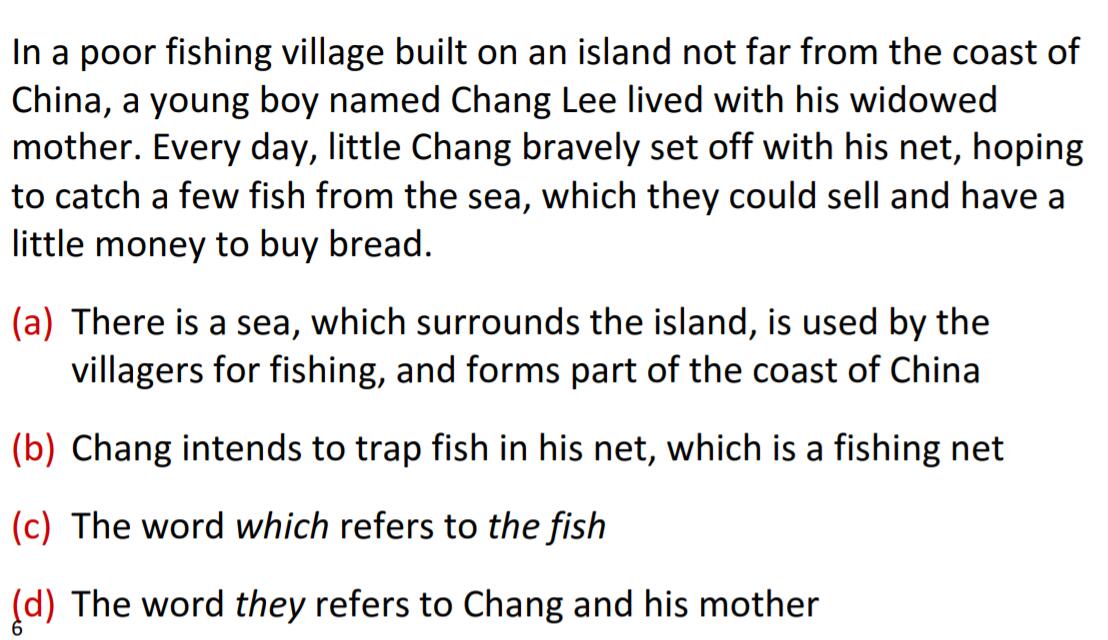 In a poor fishing village built on an island not far from the coast of
China, a young boy named Chang Lee lived with his widowed
mother. Every day, little Chang bravely set off with his net, hoping
to catch a few fish from the sea, which they could sell and have a
little money to buy bread.
(a) There is a sea, which surrounds the island, is used by the
villagers for fishing, and forms part of the coast of China
(b) Chang intends to trap fish in his net, which is a fishing net
(c) The word which refers to the fish
(d) The word they refers to Chang and his mother
6